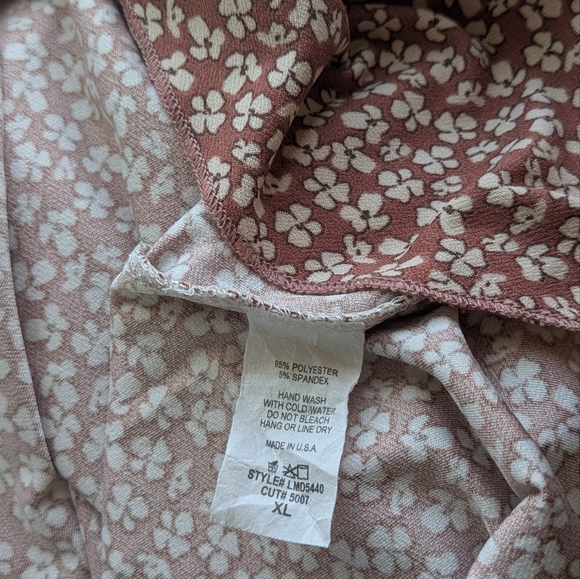 95% POLYESTER
5% SPANDEX
HAND WASH
WITH COLD WATER
DO NOT BLEACH
HANG OR LINE DRY
MADE IN U.S.A.
STYLE# LMD5440
CUT# 5007
XL